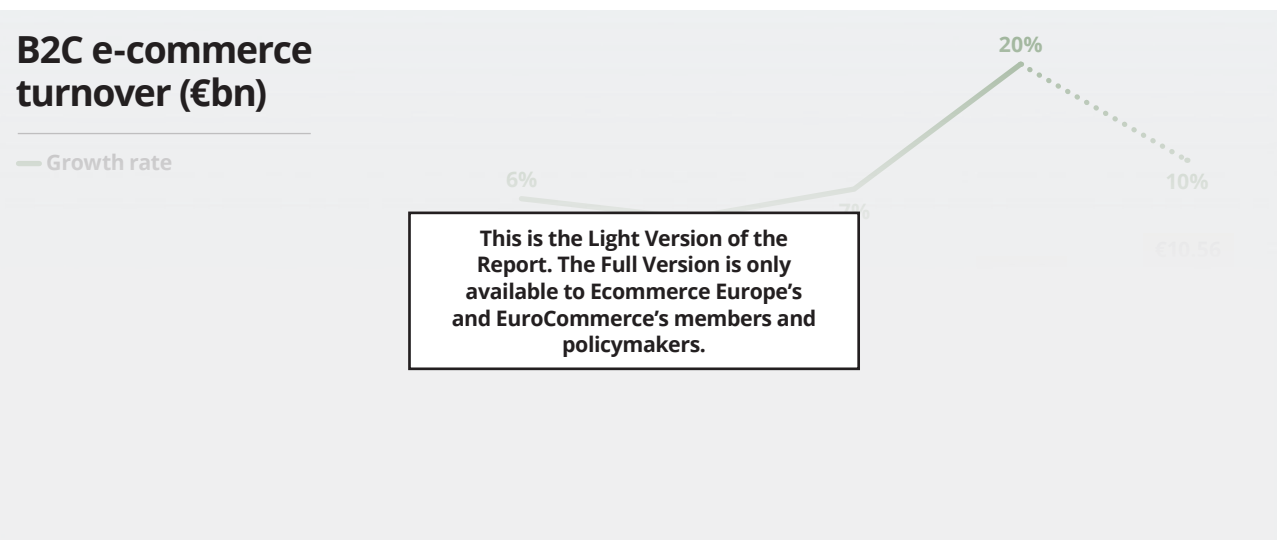 B2C e-commerce
turnover (€bn)
Growth rate
20%
6%
10%
7%
€10.56
This is the Light Version of the
Report. The Full Version is only
available to Ecommerce Europe’s
and EuroCommerce’s members and
policymakers.